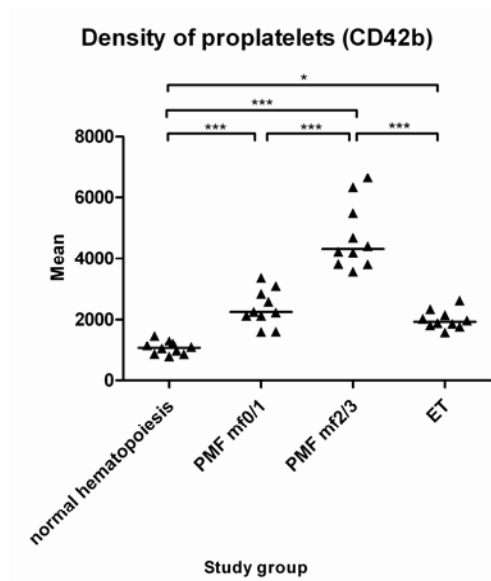 Density of proplatelets (CD42b)
*
***
*** *** ***
8000
6000
4000
2000
0
Mean
normal hematopoiesis
PMF mf0/1
PMF mf2/3
ET
Study group